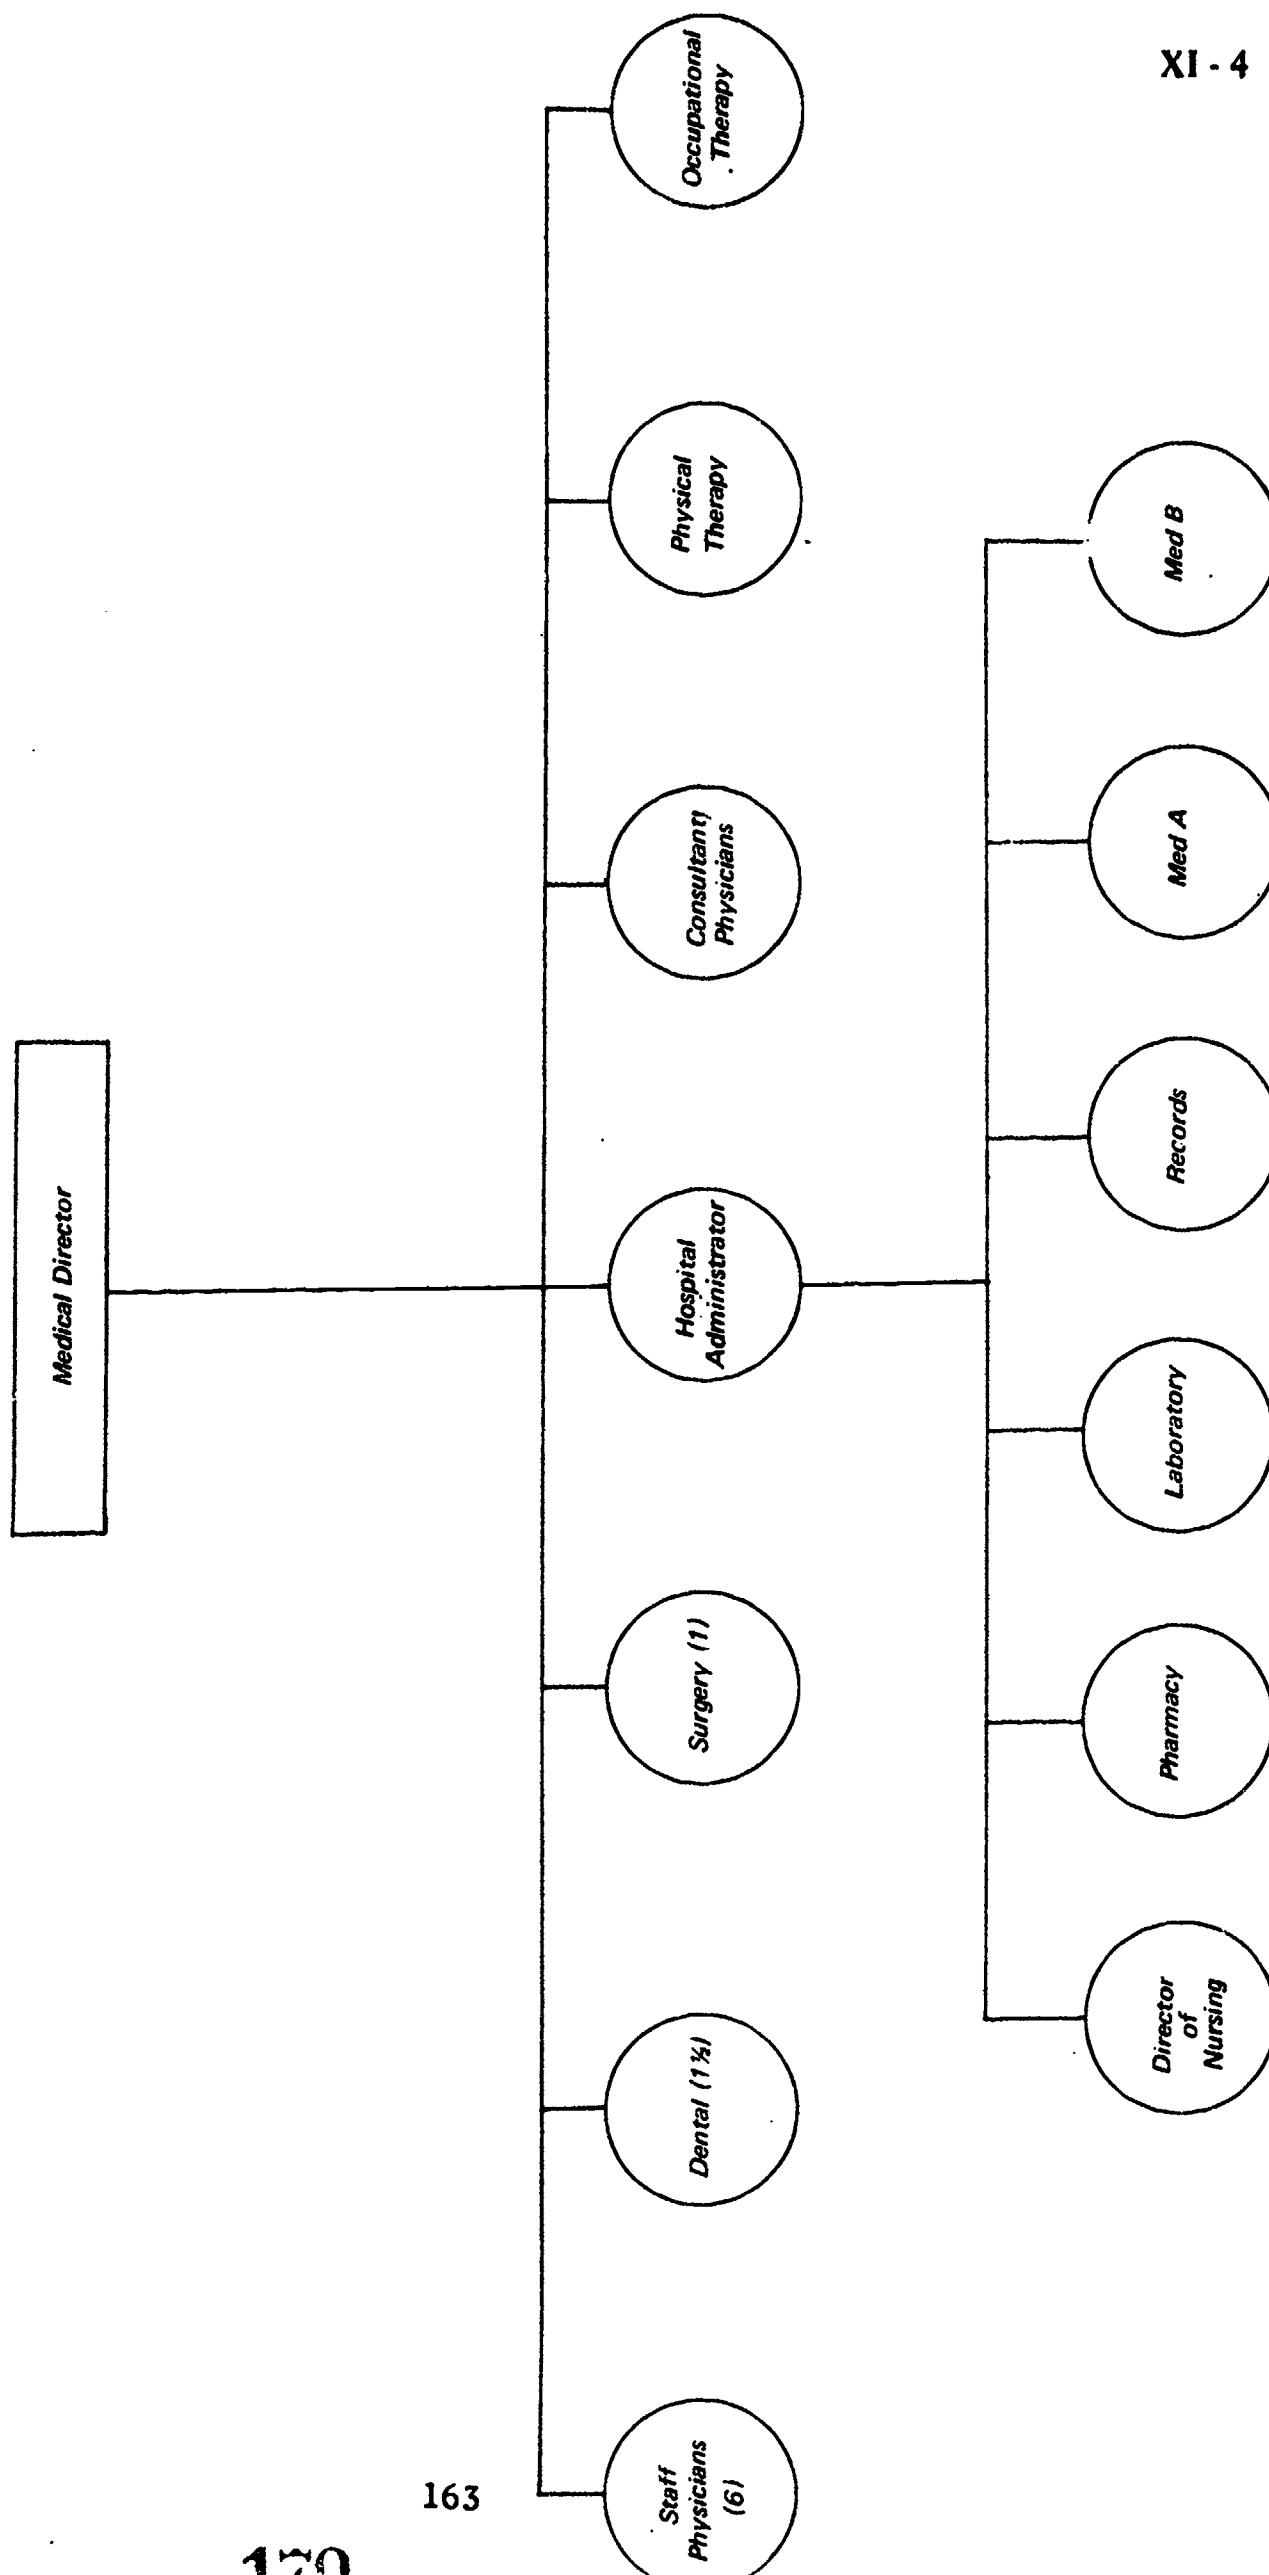 XI - 4
Medical Director
Staff
Physicians
(6)
Dental (1½)
Surgery (1)
Hospital
Administrator
Consultant
Physicians
Physical
Therapy
Occupational
Therapy
Director
of
Nursing
Pharmacy
Laboratory
Records
Med A
Med B
163